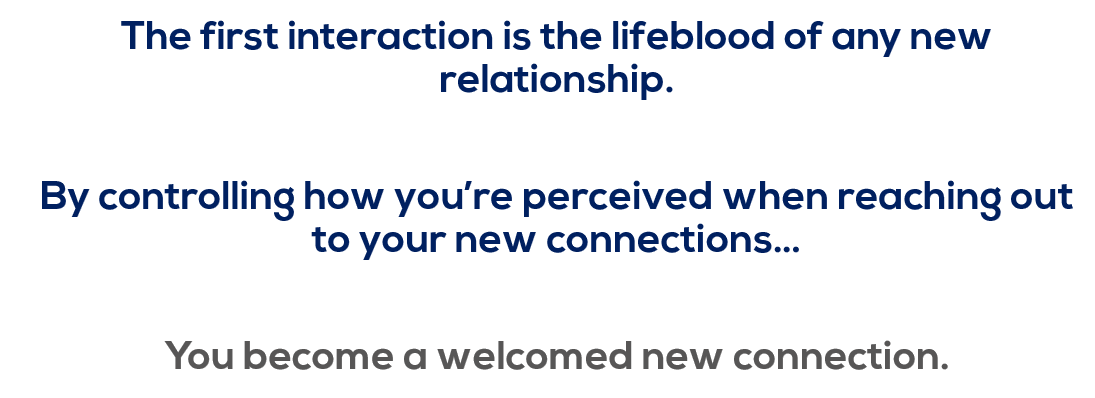 The first interaction is the lifeblood of any new
relationship.
By controlling how you’re perceived when reaching out
to your new connections...
You become a welcomed new connection.